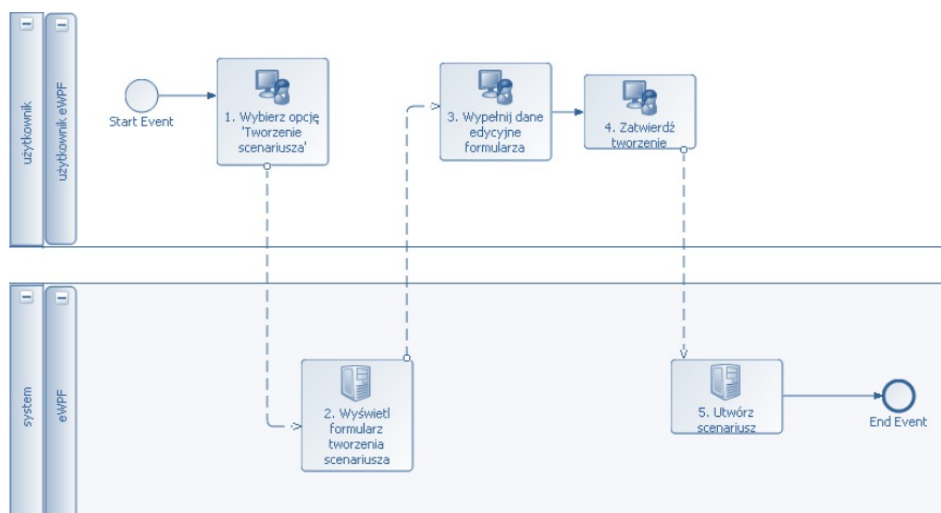 użytkownik
użytkownik eWPF
Start Event
1. Wybierz opcję
'Tworzenie
scenariusza'
3. Wypełnij dane
edycyjne
formularza
4. Zatwierdź
tworzenie
system
eWPF
2. Wyświetl
formularz
tworzenia
scenariusza
5. Utwórz
scenariusz
End Event